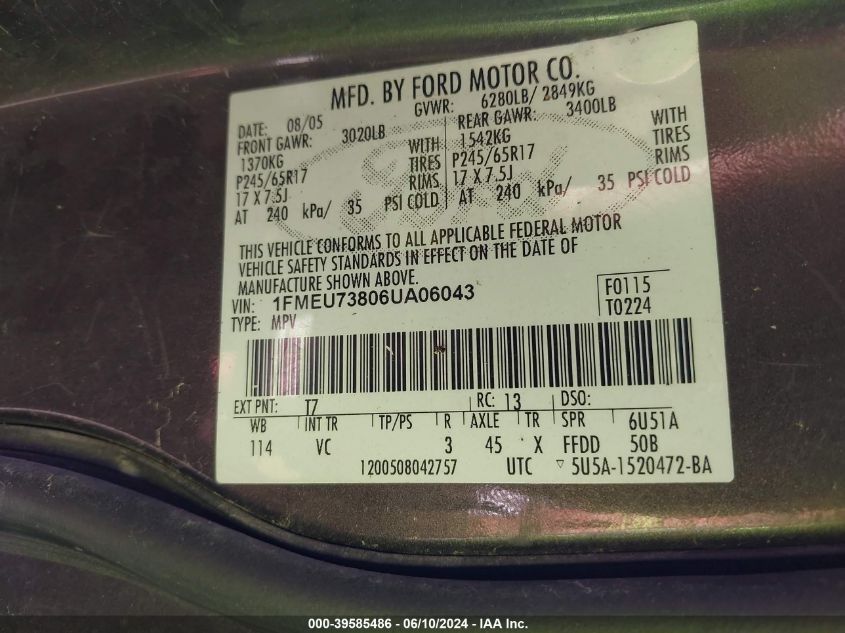 MFD. BY FORD MOTOR CO.
DATE: 08/05 GVWR: 6280LB/ 2849KG
FRONT GAWR: 3020LB REAR GAWR: 3400LB
1370KG WITH 1542KG WITH
P245/65R17 TIRES P245/65R17 TIRES
17 X 7.5J RIMS 17 X 7.5J RIMS
AT 240 kPa/ 35 PSI COLD AT 240 kPa/ 35 PSI COLD
THIS VEHICLE CONFORMS TO ALL APPLICABLE FEDERAL MOTOR
VEHICLE SAFETY STANDARDS IN EFFECT ON THE DATE OF
MANUFACTURE SHOWN ABOVE.
VIN: 1FMEU73806UA06043 F0115
TYPE: MPV T0224
EXT PNT: T7 RC: 13 DSO:
WB INT TR TP/PS R AXLE TR SPR 6U51A
114 VC 3 45 X FFDD 50B
1200508042757 UTC ▽ 5U5A-1520472-BA
000-39585486 - 06/10/2024 - IAA Inc.